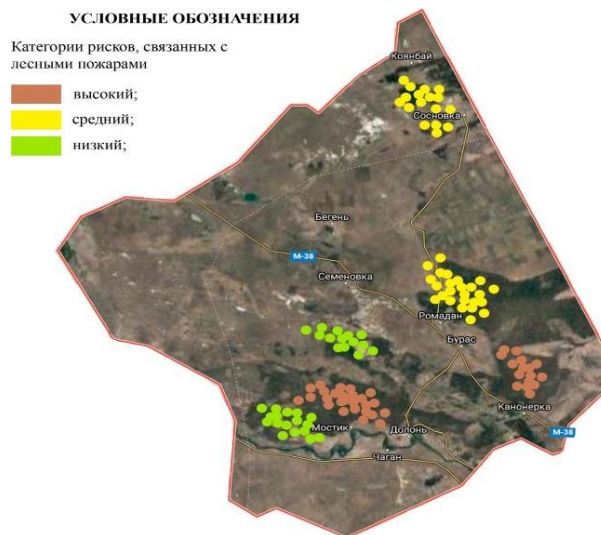 УСЛОВНЫЕ ОБОЗНАЧЕНИЯ
Категории рисков, связанных с
лесными пожарами
высокий;
средний;
низкий;
Коянбай
Сосновка
Бегень
М-38
Семеновка
Ромадан
Бурас
Канонерка
Мостик
Долонь
М-38
Чаган